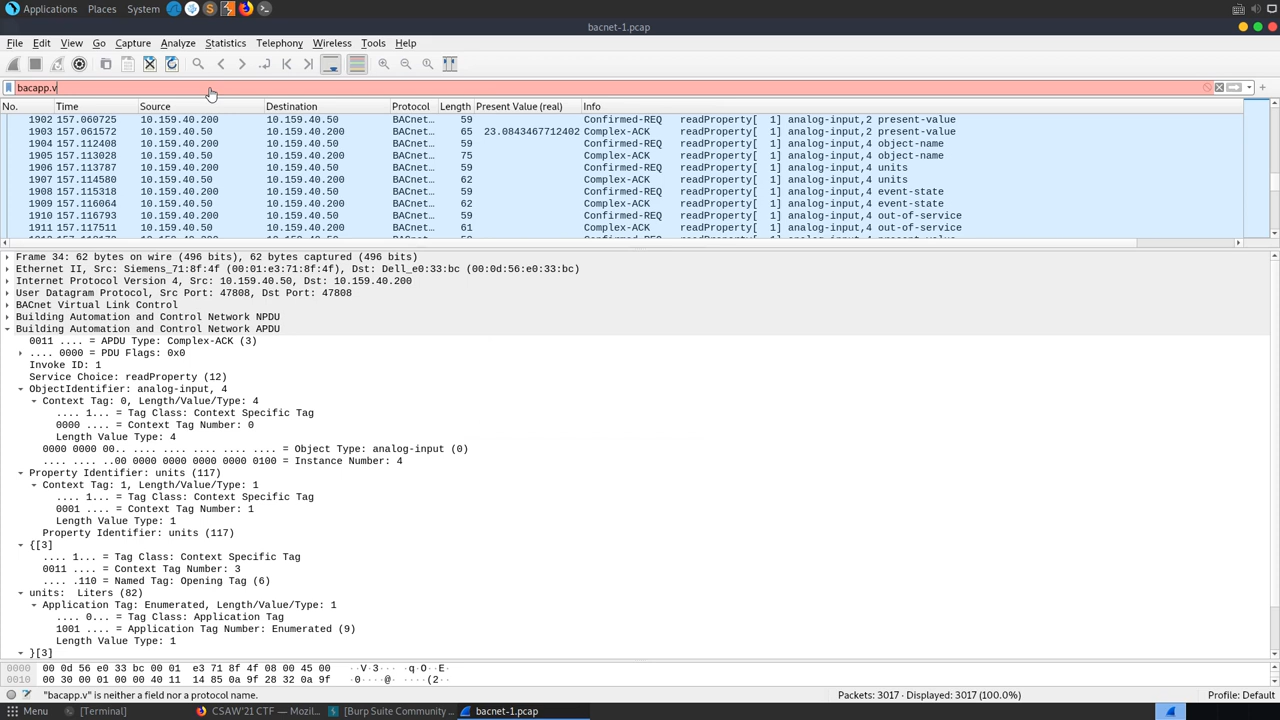 Applications Places System
bacnet-1.pcap
File Edit View Go Capture Analyze Statistics Telephony Wireless Tools Help
bacapp.v
No. Time Source Destination Protocol Length Present Value (real) Info
1902 157.060725 10.159.40.200 10.159.40.50 BACnet… 59 Confirmed-REQ readProperty[ 1] analog-input,2 present-value
1903 157.061572 10.159.40.50 10.159.40.200 BACnet… 65 23.0843467712402 Complex-ACK readProperty[ 1] analog-input,2 present-value
1904 157.112408 10.159.40.200 10.159.40.50 BACnet… 59 Confirmed-REQ readProperty[ 1] analog-input,4 object-name
1905 157.113028 10.159.40.50 10.159.40.200 BACnet… 75 Complex-ACK readProperty[ 1] analog-input,4 object-name
1906 157.113787 10.159.40.200 10.159.40.50 BACnet… 59 Confirmed-REQ readProperty[ 1] analog-input,4 units
1907 157.114580 10.159.40.50 10.159.40.200 BACnet… 62 Complex-ACK readProperty[ 1] analog-input,4 units
1908 157.115318 10.159.40.200 10.159.40.50 BACnet… 59 Confirmed-REQ readProperty[ 1] analog-input,4 event-state
1909 157.116064 10.159.40.50 10.159.40.200 BACnet… 62 Complex-ACK readProperty[ 1] analog-input,4 event-state
1910 157.116793 10.159.40.200 10.159.40.50 BACnet… 59 Confirmed-REQ readProperty[ 1] analog-input,4 out-of-service
1911 157.117511 10.159.40.50 10.159.40.200 BACnet… 61 Complex-ACK readProperty[ 1] analog-input,4 out-of-service
Frame 34: 62 bytes on wire (496 bits), 62 bytes captured (496 bits)
Ethernet II, Src: Siemens_71:8f:4f (00:01:e3:71:8f:4f), Dst: Dell_e0:33:bc (00:0d:56:e0:33:bc)
Internet Protocol Version 4, Src: 10.159.40.50, Dst: 10.159.40.200
User Datagram Protocol, Src Port: 47808, Dst Port: 47808
BACnet Virtual Link Control
Building Automation and Control Network NPDU
Building Automation and Control Network APDU
0011 .... = APDU Type: Complex-ACK (3)
.... 0000 = PDU Flags: 0x0
Invoke ID: 1
Service Choice: readProperty (12)
ObjectIdentifier: analog-input, 4
Context Tag: 0, Length/Value/Type: 4
.... 1... = Tag Class: Context Specific Tag
0000 .... = Context Tag Number: 0
Length Value Type: 4
0000 0000 00.. .... .... .... .... .... = Object Type: analog-input (0)
.... .... ..00 0000 0000 0000 0000 0100 = Instance Number: 4
Property Identifier: units (117)
Context Tag: 1, Length/Value/Type: 1
.... 1... = Tag Class: Context Specific Tag
0001 .... = Context Tag Number: 1
Length Value Type: 1
Property Identifier: units (117)
{[3]
.... 1... = Tag Class: Context Specific Tag
0011 .... = Context Tag Number: 3
.... .110 = Named Tag: Opening Tag (6)
units: Liters (82)
Application Tag: Enumerated, Length/Value/Type: 1
.... 0... = Tag Class: Application Tag
1001 .... = Application Tag Number: Enumerated (9)
Length Value Type: 1
}[3]
0000 00 0d 56 e0 33 bc 00 01 e3 71 8f 4f 08 00 45 00 ··V·3··· ·q·O··E·
0010 00 30 00 01 00 00 40 11 14 85 0a 9f 28 32 0a 9f ·0····@· ····(2··
"bacapp.v" is neither a field nor a protocol name. Packets: 3017 · Displayed: 3017 (100.0%) Profile: Default
Menu [Terminal] CSAW'21 CTF — Mozil… [Burp Suite Community … bacnet-1.pcap